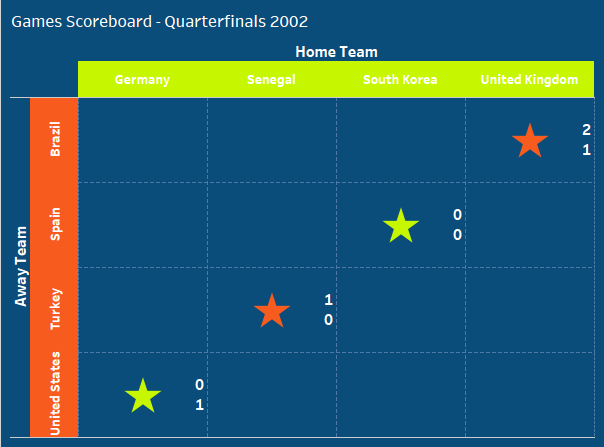 Games Scoreboard - Quarterfinals 2002
Home Team
Germany Senegal South Korea United Kingdom
Away Team
Brazil
2
1
Spain
0
0
Turkey
1
0
United States
0
1